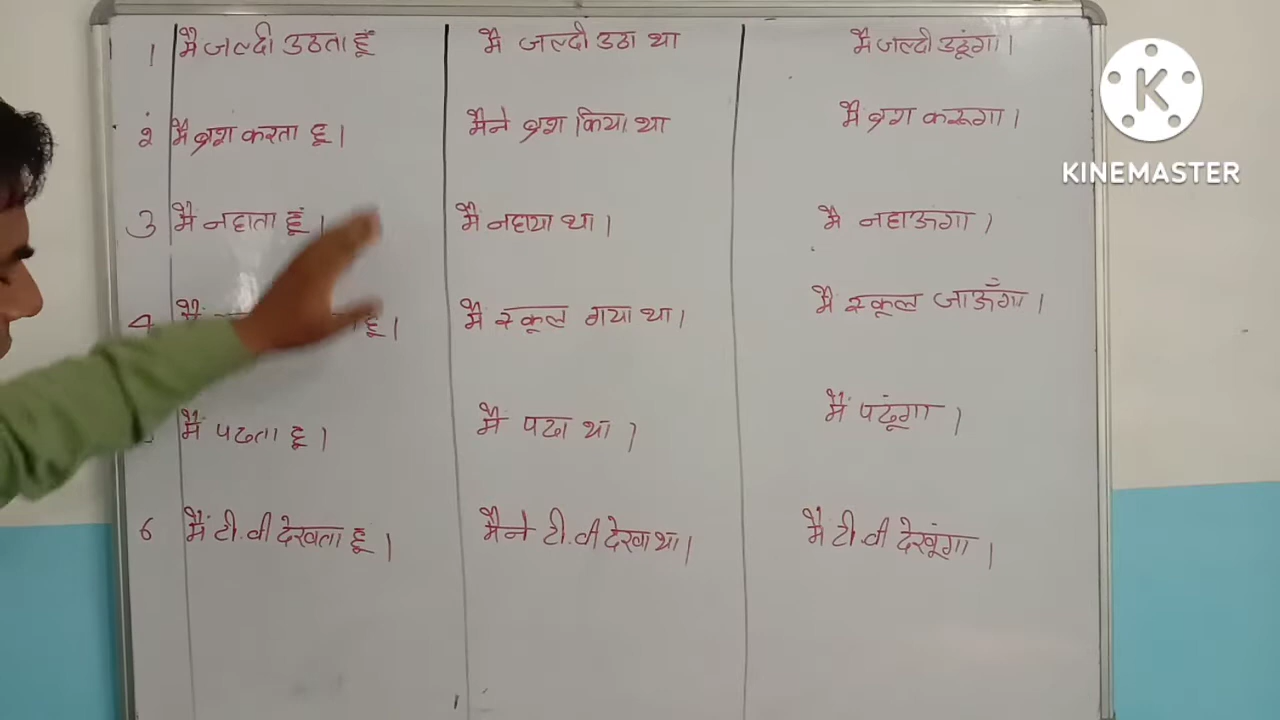 1 मै जल्दी उठता हूँ मै जल्दी उठा था मै जल्दी उठूंगा।
२ मै ब्रश करता हू। मैने ब्रश किया था मै ब्रश करूगा।
3 मै नहाता हूं। मै नहाया था। मै नहाऊगा।
4 मैं हू। मै स्कूल गया था। मै स्कूल जाऊँगा।
मैं पढता हू। मै पढा था। मैं पढूंगा।
6 मैं टी.वी देखता हू। मैने टी.वी देखा था। मै टी.वी देखूंगा।
K
KINEMASTER